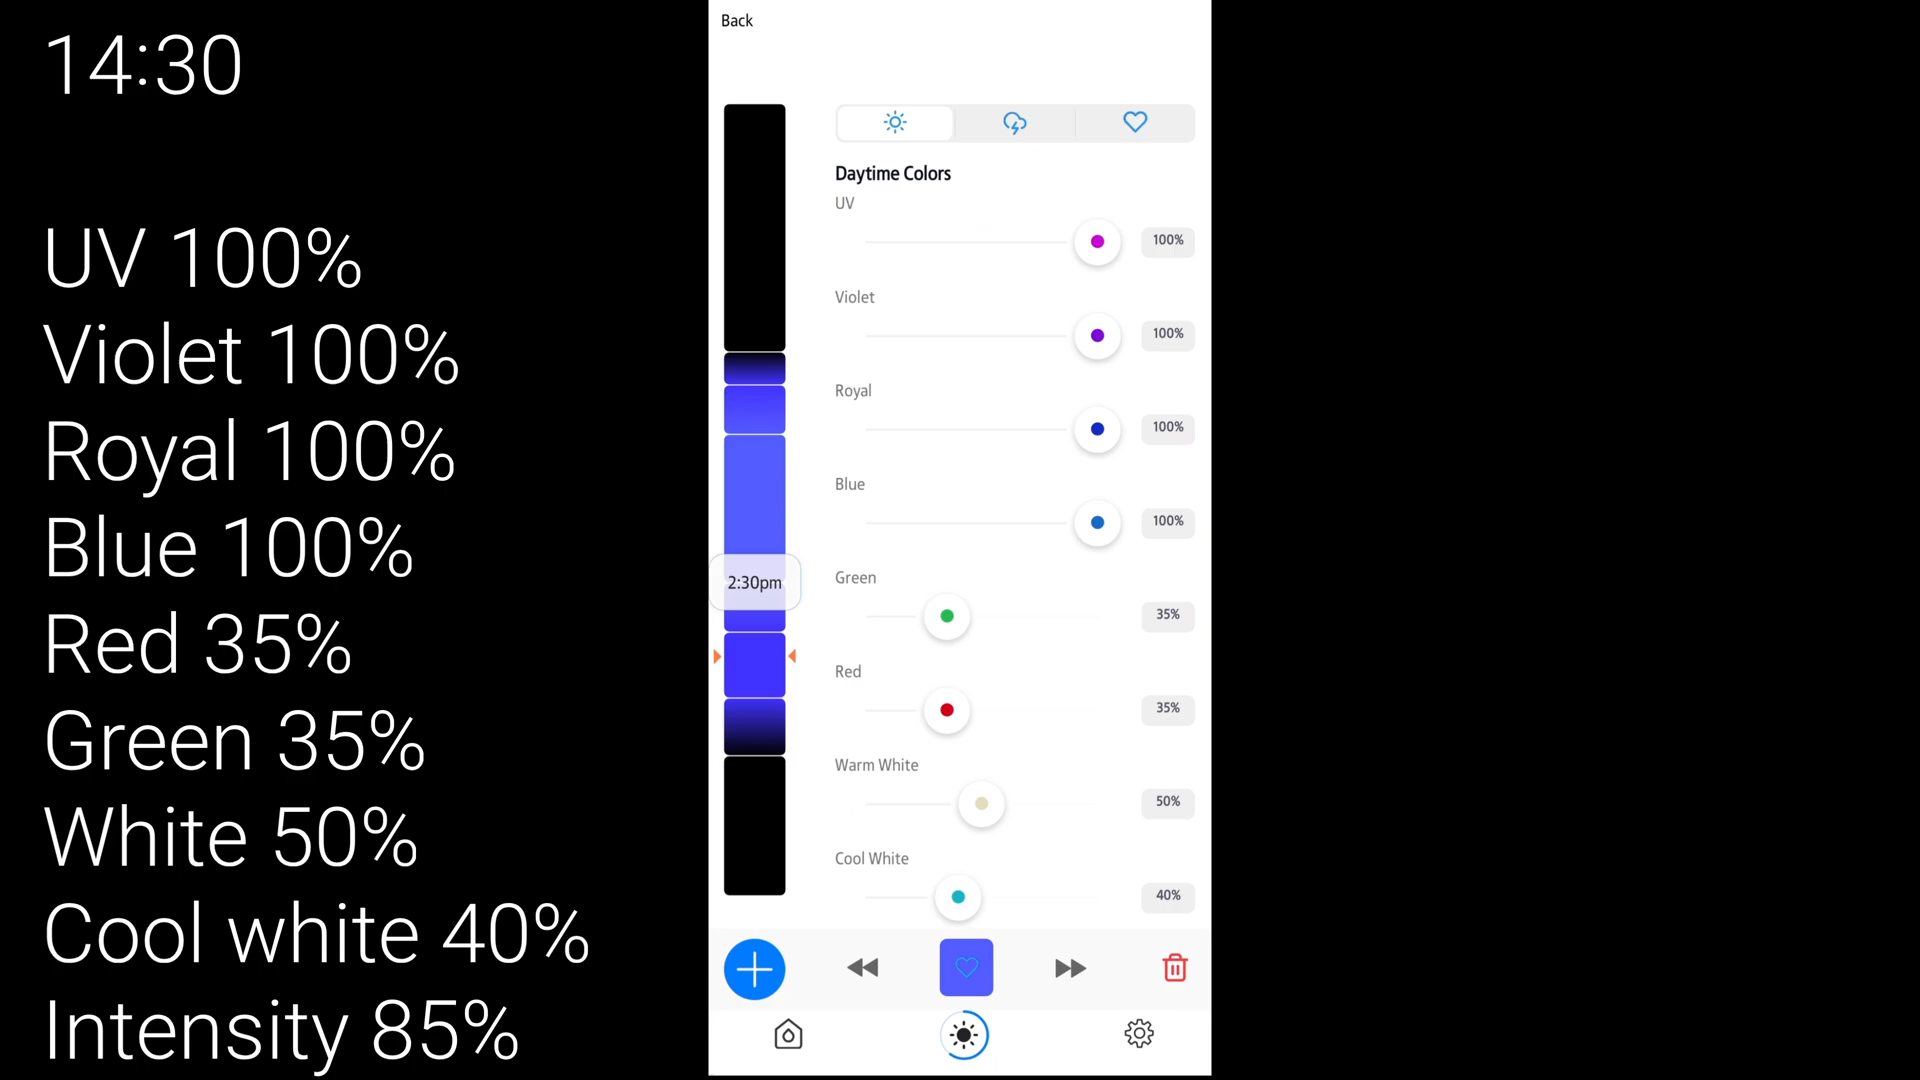 14:30
UV 100%
Violet 100%
Royal 100%
Blue 100%
Red 35%
Green 35%
White 50%
Cool white 40%
Intensity 85%
Back
Daytime Colors
UV
100%
Violet
100%
Royal
100%
Blue
100%
2:30pm
Green
35%
Red
35%
Warm White
50%
Cool White
40%